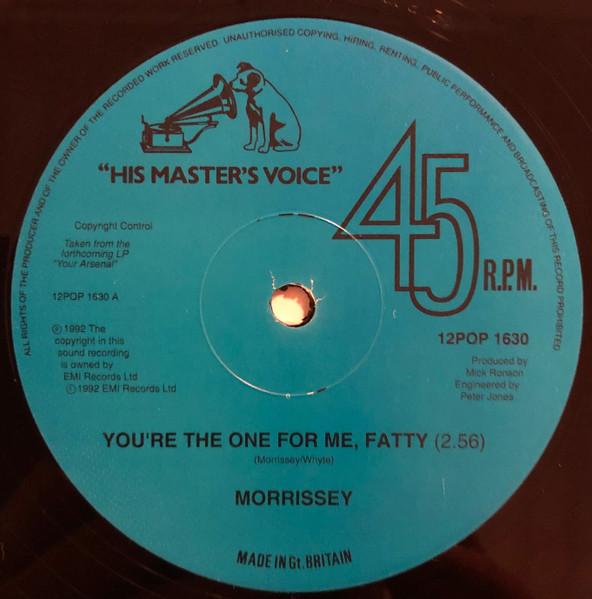 ALL RIGHTS OF THE PRODUCER AND OF THE OWNER OF THE RECORDED WORK RESERVED. UNAUTHORISED COPYING, HIRING, RENTING, PUBLIC PERFORMANCE AND BROADCASTING OF THIS RECORD PROHIBITED
"HIS MASTER'S VOICE"
45
R.P.M.
Copyright Control
Taken from the
forthcoming LP
"Your Arsenal"
12POP 1630 A
℗ 1992 The
copyright in this
sound recording
is owned by
EMI Records Ltd
© 1992 EMI Records Ltd
12POP 1630
Produced by
Mick Ronson
Engineered by
Peter Jones
YOU'RE THE ONE FOR ME, FATTY (2.56)
(Morrissey/Whyte)
MORRISSEY
MADE IN Gt. BRITAIN